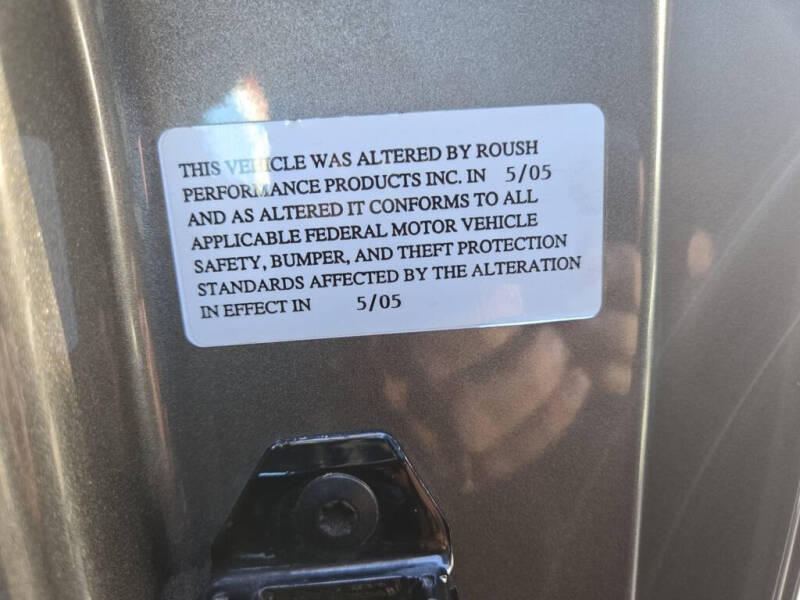 THIS VEHICLE WAS ALTERED BY ROUSH
PERFORMANCE PRODUCTS INC. IN 5/05
AND AS ALTERED IT CONFORMS TO ALL
APPLICABLE FEDERAL MOTOR VEHICLE
SAFETY, BUMPER, AND THEFT PROTECTION
STANDARDS AFFECTED BY THE ALTERATION
IN EFFECT IN 5/05